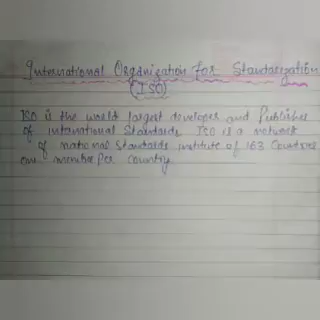 International Organization For Standarization
(ISO)
ISO is the world largest developer and Publisher
of international Standards ISO is a network
of national Standards institute of 163 Countries
one member Per Country